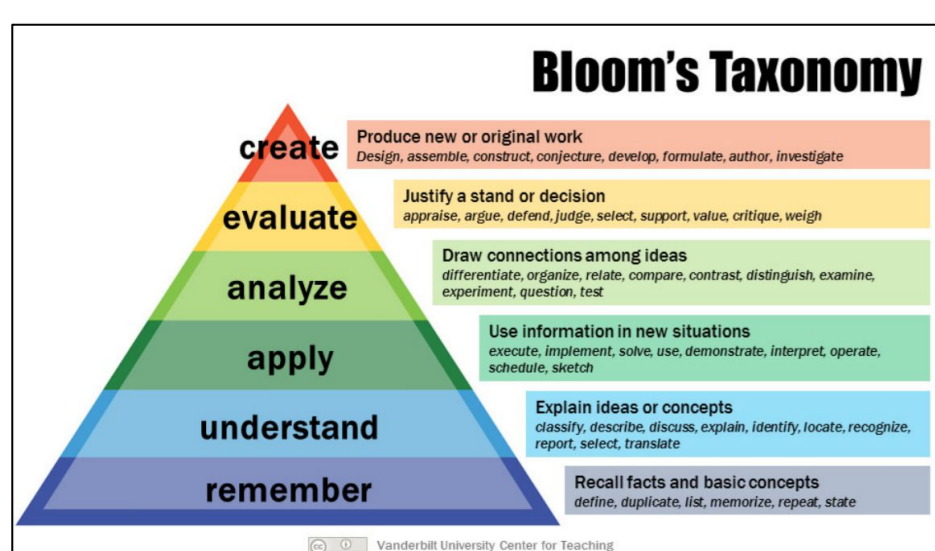 Bloom's Taxonomy
create
Produce new or original work
Design, assemble, construct, conjecture, develop, formulate, author, investigate
evaluate
Justify a stand or decision
appraise, argue, defend, judge, select, support, value, critique, weigh
analyze
Draw connections among ideas
differentiate, organize, relate, compare, contrast, distinguish, examine,
experiment, question, test
apply
Use information in new situations
execute, implement, solve, use, demonstrate, interpret, operate,
schedule, sketch
understand
Explain ideas or concepts
classify, describe, discuss, explain, identify, locate, recognize,
report, select, translate
remember
Recall facts and basic concepts
define, duplicate, list, memorize, repeat, state
cc Vanderbilt University Center for Teaching